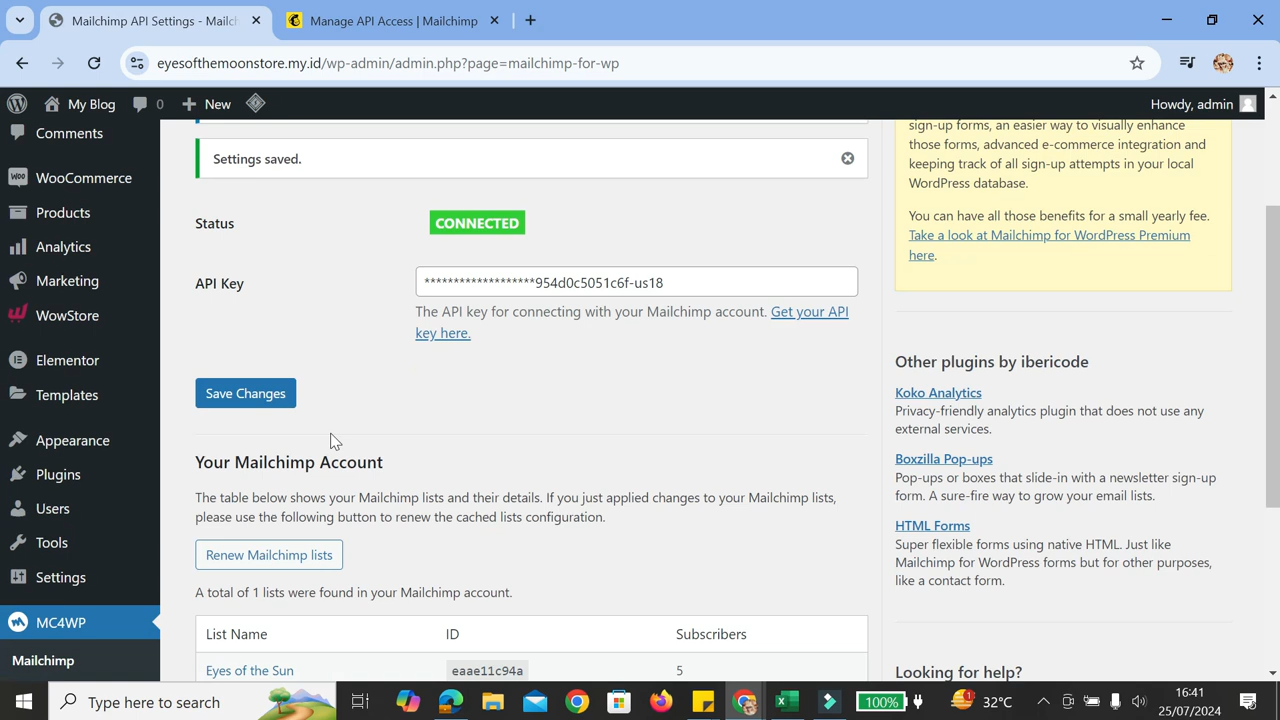 Mailchimp API Settings - Mailch
Manage API Access | Mailchimp
eyesofthemoonstore.my.id/wp-admin/admin.php?page=mailchimp-for-wp
My Blog
0
New
Howdy, admin
Comments
WooCommerce
Products
Analytics
Marketing
WowStore
Elementor
Templates
Appearance
Plugins
Users
Tools
Settings
MC4WP
Mailchimp
Settings saved.
Status
CONNECTED
API Key
*******************954d0c5051c6f-us18
The API key for connecting with your Mailchimp account. Get your API
key here.
Save Changes
Your Mailchimp Account
The table below shows your Mailchimp lists and their details. If you just applied changes to your Mailchimp lists,
please use the following button to renew the cached lists configuration.
Renew Mailchimp lists
A total of 1 lists were found in your Mailchimp account.
List Name ID Subscribers
Eyes of the Sun eaae11c94a 5
sign-up forms, an easier way to visually enhance
those forms, advanced e-commerce integration and
keeping track of all sign-up attempts in your local
WordPress database.
You can have all those benefits for a small yearly fee.
Take a look at Mailchimp for WordPress Premium
here.
Other plugins by ibericode
Koko Analytics
Privacy-friendly analytics plugin that does not use any
external services.
Boxzilla Pop-ups
Pop-ups or boxes that slide-in with a newsletter sign-up
form. A sure-fire way to grow your email lists.
HTML Forms
Super flexible forms using native HTML. Just like
Mailchimp for WordPress forms but for other purposes,
like a contact form.
Looking for help?
Type here to search
100%
1
32°C
16:41
25/07/2024